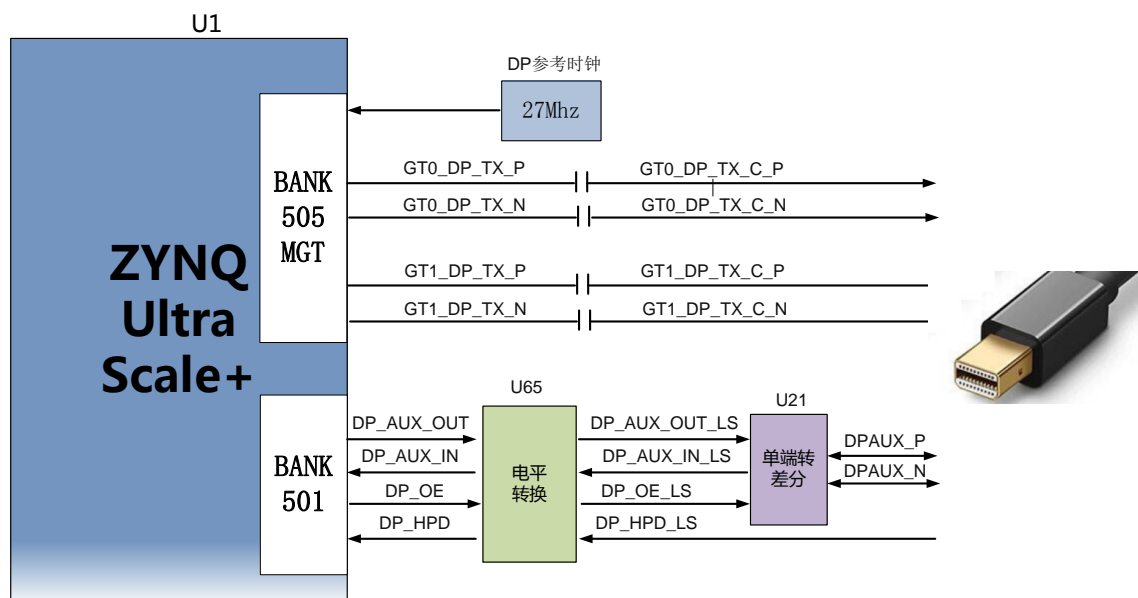 U1
DP参考时钟
27Mhz
BANK
505
MGT
GT0_DP_TX_P
GT0_DP_TX_C_P
GT0_DP_TX_N
GT0_DP_TX_C_N
GT1_DP_TX_P
GT1_DP_TX_C_P
GT1_DP_TX_N
GT1_DP_TX_C_N
ZYNQ
Ultra
Scale+
BANK
501
U65
电平
转换
U21
单端转
差分
DP_AUX_OUT
DP_AUX_OUT_LS
DP_AUX_IN
DP_AUX_IN_LS
DP_OE
DP_OE_LS
DP_HPD
DP_HPD_LS
DPAUX_P
DPAUX_N